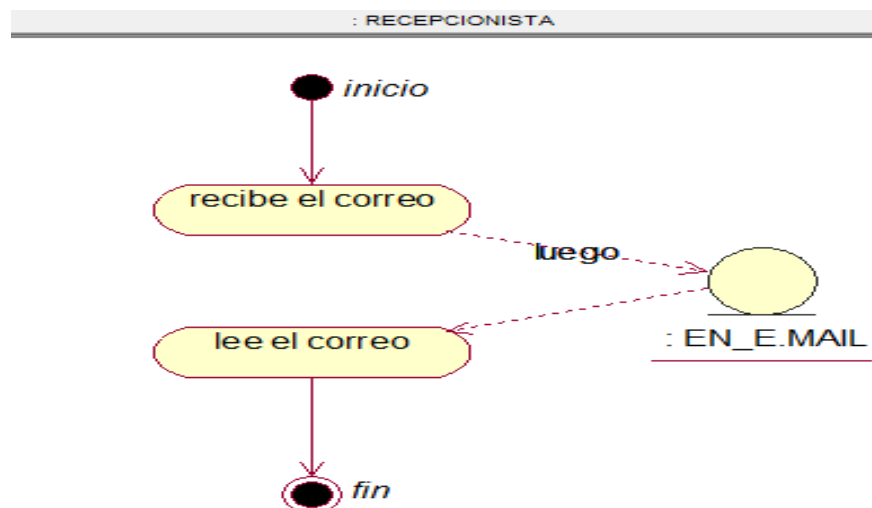 : RECEPCIONISTA
inicio
recibe el correo
luego
: EN_E.MAIL
lee el correo
fin